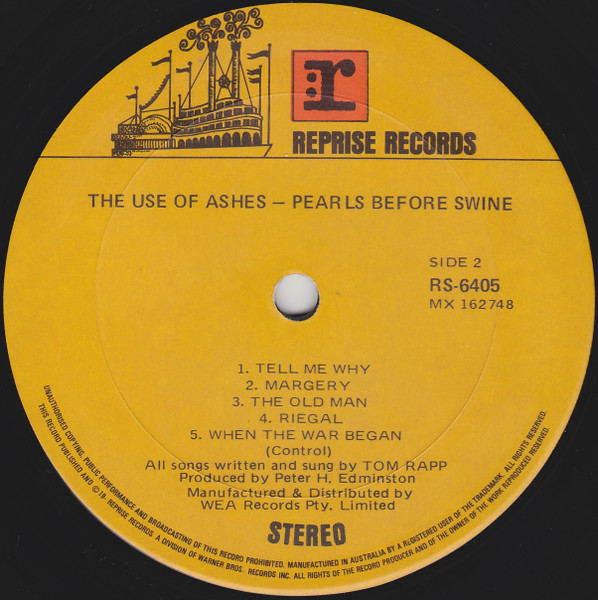 :r
REPRISE RECORDS
THE USE OF ASHES – PEARLS BEFORE SWINE
SIDE 2
RS-6405
MX 162748
1. TELL ME WHY
2. MARGERY
3. THE OLD MAN
4. RIEGAL
5. WHEN THE WAR BEGAN
(Control)
All songs written and sung by TOM RAPP
Produced by Peter H. Edminston
Manufactured & Distributed by
WEA Records Pty. Limited
STEREO
UNAUTHORISED COPYING, PUBLIC PERFORMANCE AND BROADCASTING OF THIS RECORD PROHIBITED. MANUFACTURED IN AUSTRALIA BY A REGISTERED USER OF THE TRADEMARK. ALL RIGHTS RESERVED.
THIS RECORD PUBLISHED AND © 19- REPRISE RECORDS A DIVISION OF WARNER BROS. RECORDS INC. ALL RIGHTS OF THE RECORD PRODUCER AND OF THE OWNER OF THE WORK REPRODUCED RESERVED.